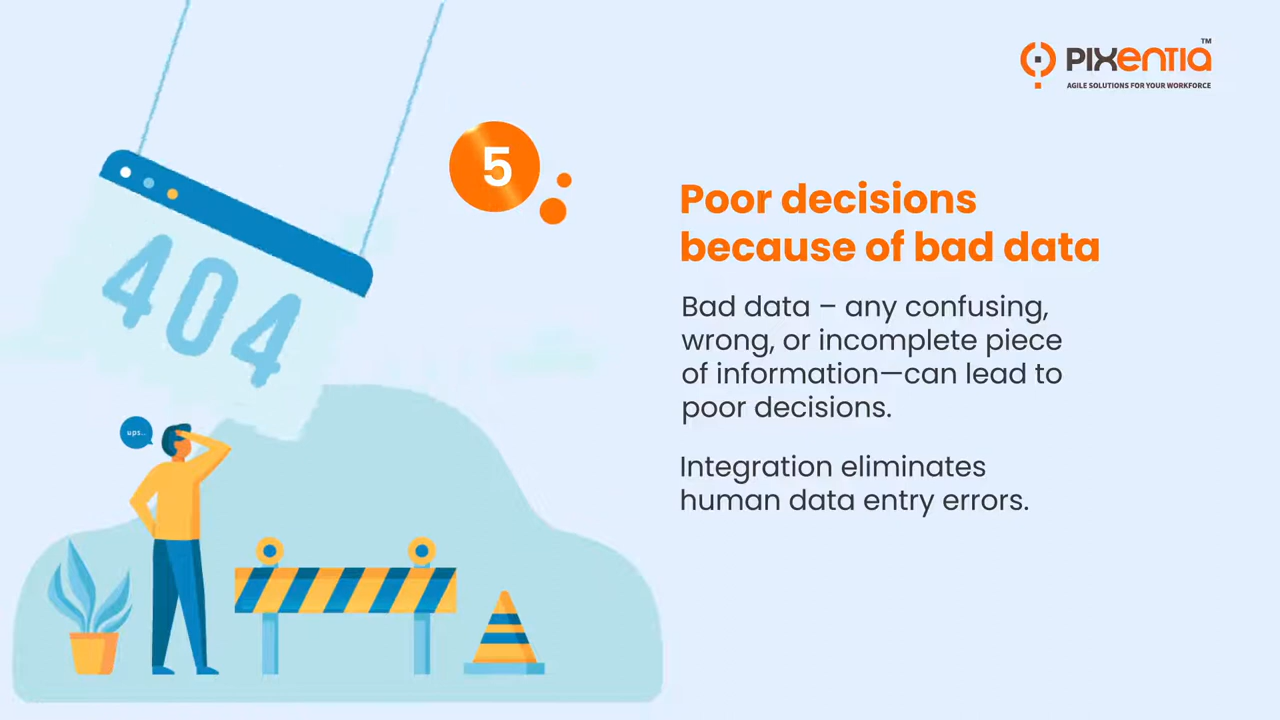 PIXENTIA™
AGILE SOLUTIONS FOR YOUR WORKFORCE
5
404
Poor decisions
because of bad data
Bad data – any confusing,
wrong, or incomplete piece
of information—can lead to
poor decisions.
Integration eliminates
human data entry errors.
ups..